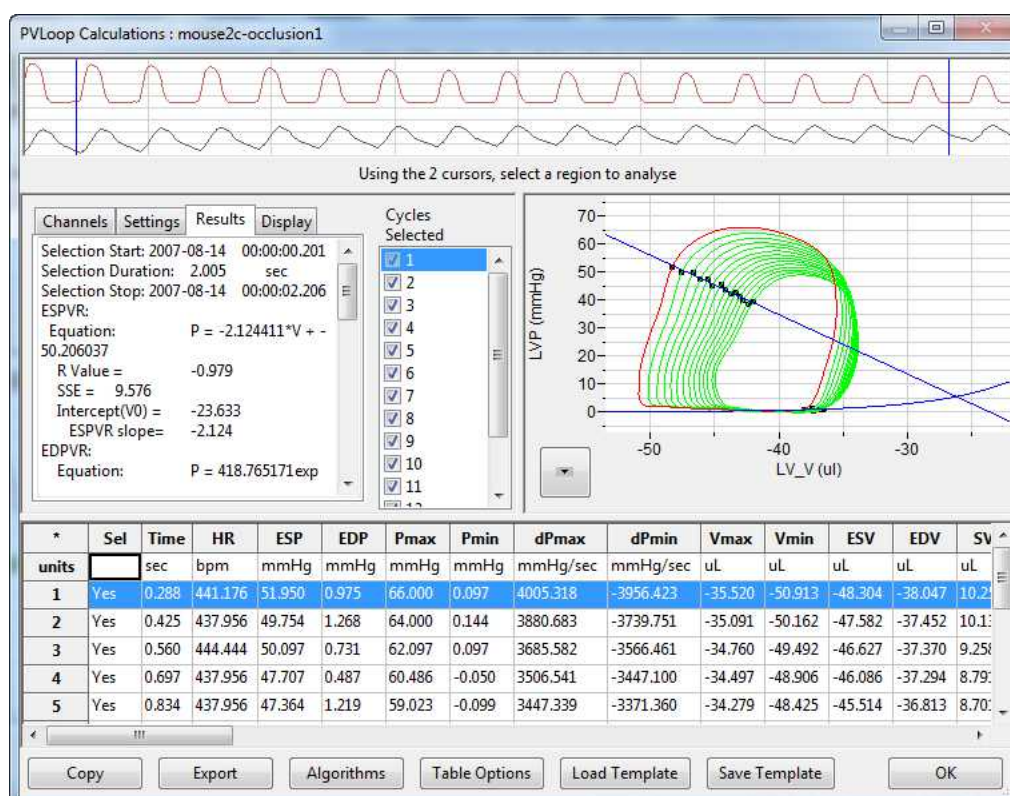 PVLoop Calculations : mouse2c-occlusion1
Using the 2 cursors, select a region to analyse
Channels Settings Results Display
Selection Start: 2007-08-14 00:00:00.201
Selection Duration: 2.005 sec
Selection Stop: 2007-08-14 00:00:02.206
ESPVR:
Equation: P = -2.124411*V + -
50.206037
R Value = -0.979
SSE = 9.576
Intercept(V0) = -23.633
ESPVR slope= -2.124
EDPVR:
Equation: P = 418.765171exp
Cycles
Selected
1
2
3
4
5
6
7
8
9
10
11
70
60
50
40
30
20
10
0
LVP (mmHg)
-50 -40 -30
LV_V (ul)
* Sel Time HR ESP EDP Pmax Pmin dPmax dPmin Vmax Vmin ESV EDV SV
units sec bpm mmHg mmHg mmHg mmHg mmHg/sec mmHg/sec uL uL uL uL uL
1 Yes 0.288 441.176 51.950 0.975 66.000 0.097 4005.318 -3956.423 -35.520 -50.913 -48.304 -38.047 10.25
2 Yes 0.425 437.956 49.754 1.268 64.000 0.144 3880.683 -3739.751 -35.091 -50.162 -47.582 -37.452 10.13
3 Yes 0.560 444.444 50.097 0.731 62.097 0.097 3685.582 -3566.461 -34.760 -49.492 -46.627 -37.370 9.258
4 Yes 0.697 437.956 47.707 0.487 60.486 -0.050 3506.541 -3447.100 -34.497 -48.906 -46.086 -37.294 8.79
5 Yes 0.834 437.956 47.364 1.219 59.023 -0.099 3447.339 -3371.360 -34.279 -48.425 -45.514 -36.813 8.70
Copy Export Algorithms Table Options Load Template Save Template OK